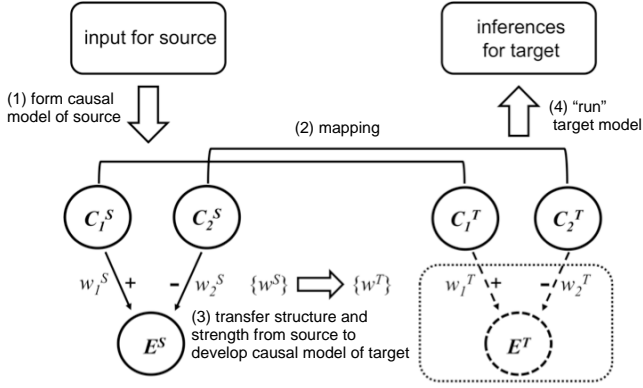 input for source
inferences
for target
(1) form causal
model of source
(4) “run”
target model
(2) mapping
C₁ˢ
C₂ˢ
C₁ᵀ
C₂ᵀ
w₁ˢ + - w₂ˢ {wˢ} {wᵀ} w₁ᵀ + - w₂ᵀ
(3) transfer structure and
strength from source to
develop causal model of target
Eˢ
Eᵀ